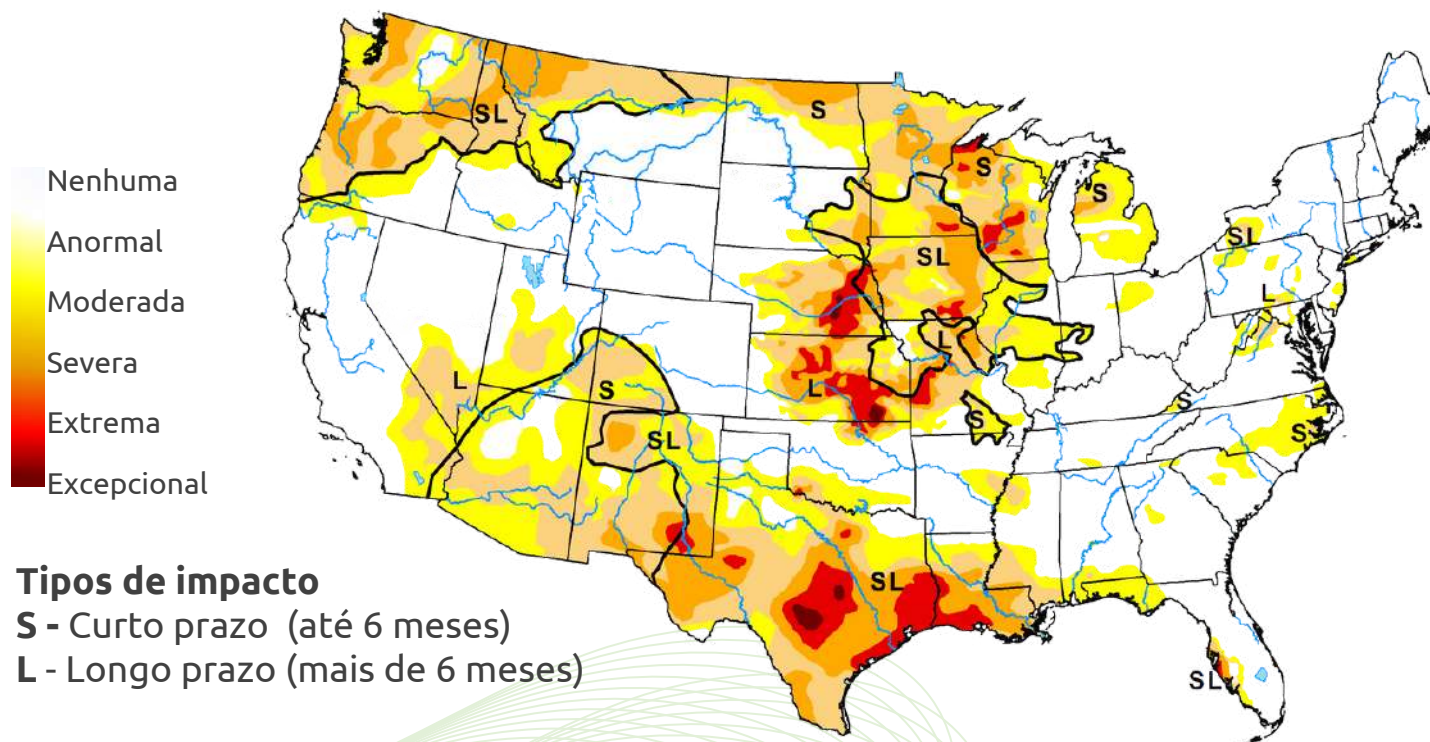 Nenhuma
Anormal
Moderada
Severa
Extrema
Excepcional
Tipos de impacto
S - Curto prazo (até 6 meses)
L - Longo prazo (mais de 6 meses)
SL
S
S
S
SL
SL
L
L
L
S
L
S
S
S
SL
SL
SL